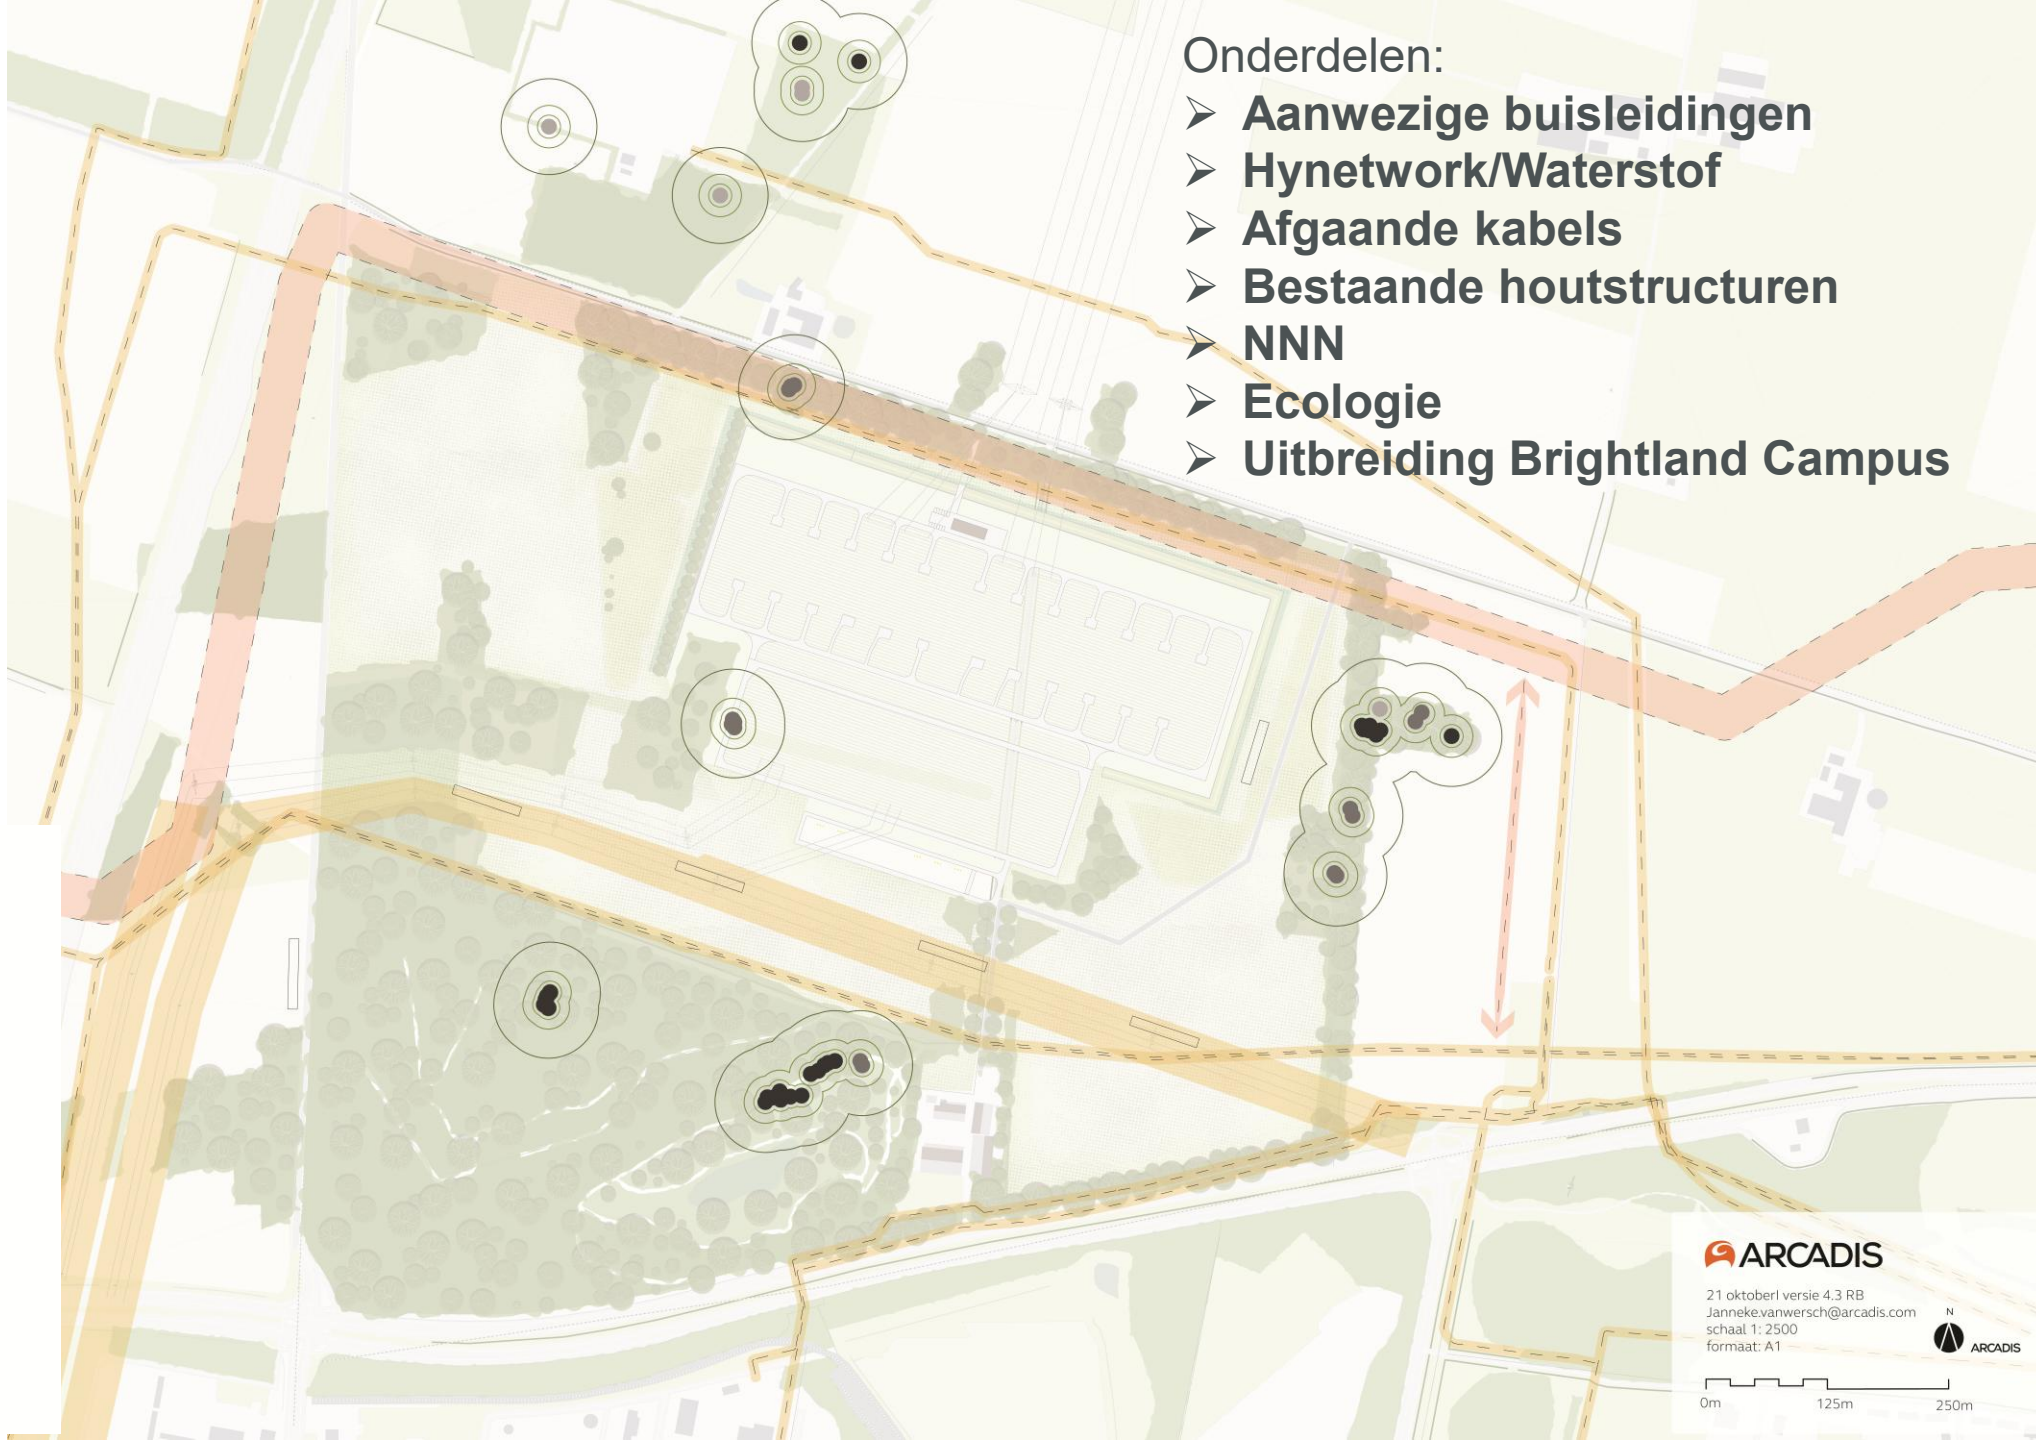 Onderdelen:
➢ Aanwezige buisleidingen
➢ Hynetwork/Waterstof
➢ Afgaande kabels
➢ Bestaande houtstructuren
➢ NNN
➢ Ecologie
➢ Uitbreiding Brightland Campus
ARCADIS
21 oktoberI versie 4.3 RB
Janneke.vanwersch@arcadis.com
schaal 1: 2500
formaat: A1
N
ARCADIS
0m 125m 250m